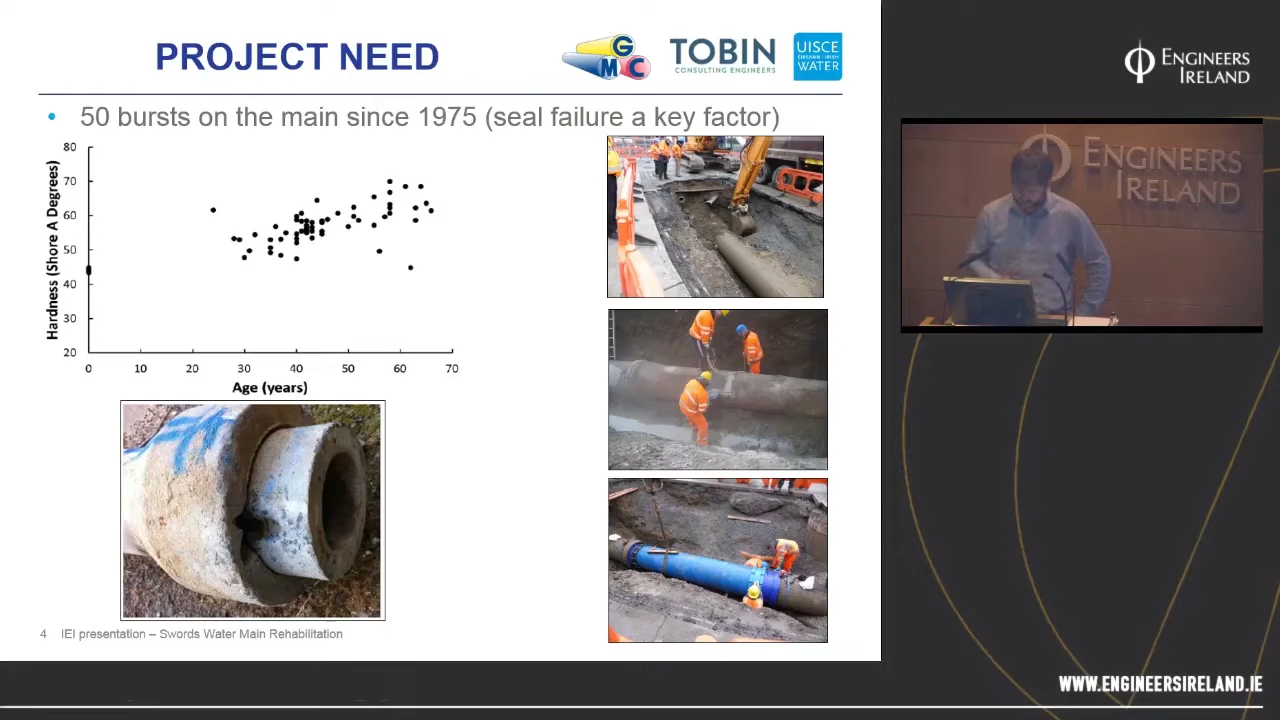 PROJECT NEED
G
M C
TOBIN
CONSULTING ENGINEERS
UISCE
ÉIREANN : IRISH
WATER
• 50 bursts on the main since 1975 (seal failure a key factor)
Hardness (Shore A Degrees)
80
70
60
50
40
30
20
0 10 20 30 40 50 60 70
Age (years)
4 IEI presentation – Swords Water Main Rehabilitation
ENGINEERS
IRELAND
ENGINEERS
IRELAND
WWW.ENGINEERSIRELAND.IE